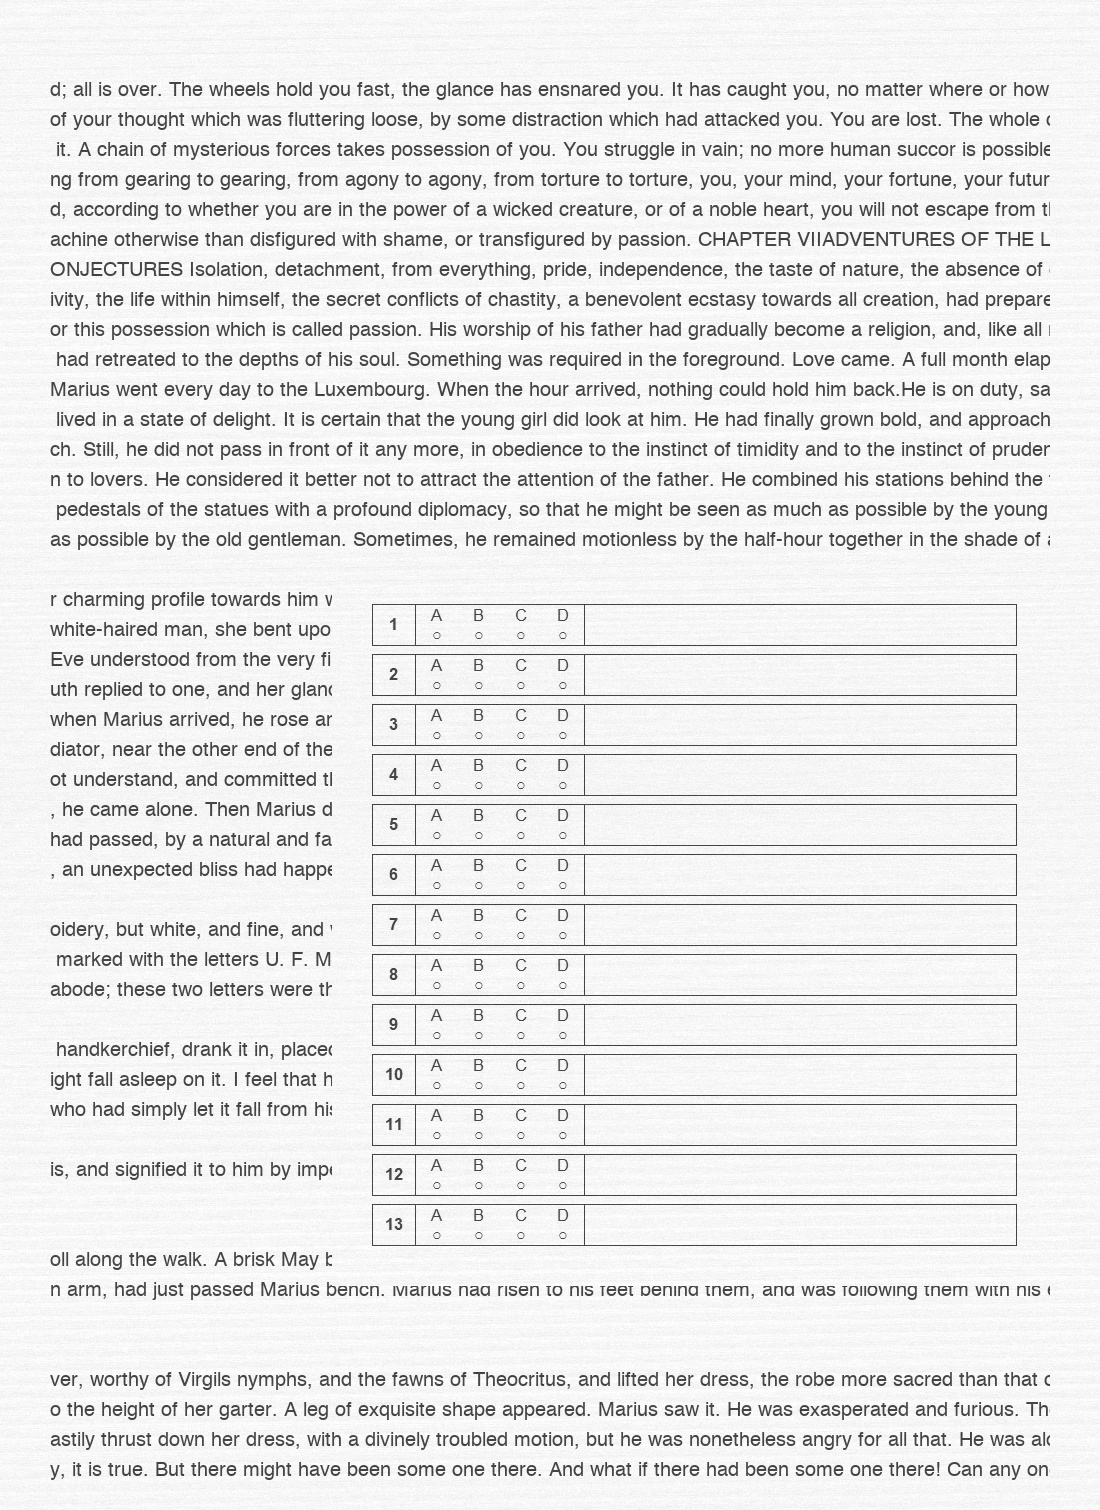 d; all is over. The wheels hold you fast, the glance has ensnared you. It has caught you, no matter where or how
of your thought which was fluttering loose, by some distraction which had attacked you. You are lost. The whole
it. A chain of mysterious forces takes possession of you. You struggle in vain; no more human succor is possible
ng from gearing to gearing, from agony to agony, from torture to torture, you, your mind, your fortune, your futur
d, according to whether you are in the power of a wicked creature, or of a noble heart, you will not escape from
achine otherwise than disfigured with shame, or transfigured by passion. CHAPTER VIIADVENTURES OF THE L
ONJECTURES Isolation, detachment, from everything, pride, independence, the taste of nature, the absence of
ivity, the life within himself, the secret conflicts of chastity, a benevolent ecstasy towards all creation, had prepare
or this possession which is called passion. His worship of his father had gradually become a religion, and, like all
had retreated to the depths of his soul. Something was required in the foreground. Love came. A full month elap
Marius went every day to the Luxembourg. When the hour arrived, nothing could hold him back.He is on duty, sa
lived in a state of delight. It is certain that the young girl did look at him. He had finally grown bold, and approach
ch. Still, he did not pass in front of it any more, in obedience to the instinct of timidity and to the instinct of pruden
n to lovers. He considered it better not to attract the attention of the father. He combined his stations behind the
pedestals of the statues with a profound diplomacy, so that he might be seen as much as possible by the young
as possible by the old gentleman. Sometimes, he remained motionless by the half-hour together in the shade of
r charming profile towards him
white-haired man, she bent upo
Eve understood from the very fi
uth replied to one, and her glanc
when Marius arrived, he rose an
diator, near the other end of the
ot understand, and committed
, he came alone. Then Marius d
had passed, by a natural and fa
, an unexpected bliss had happe
oidery, but white, and fine, and
marked with the letters U. F. M
abode; these two letters were th
handkerchief, drank it in, placed
ight fall asleep on it. I feel that h
who had simply let it fall from his
is, and signified it to him by impe
oll along the walk. A brisk May b
1 A B C D
2 A B C D
3 A B C D
4 A B C D
5 A B C D
6 A B C D
7 A B C D
8 A B C D
9 A B C D
10 A B C D
11 A B C D
12 A B C D
13 A B C D
n arm, had just passed Marius bench. Marius had risen to his feet behind them, and was following them with his
ver, worthy of Virgils nymphs, and the fawns of Theocritus, and lifted her dress, the robe more sacred than that
o the height of her garter. A leg of exquisite shape appeared. Marius saw it. He was exasperated and furious. Th
astily thrust down her dress, with a divinely troubled motion, but he was nonetheless angry for all that. He was alo
y, it is true. But there might have been some one there. And what if there had been some one there! Can any on